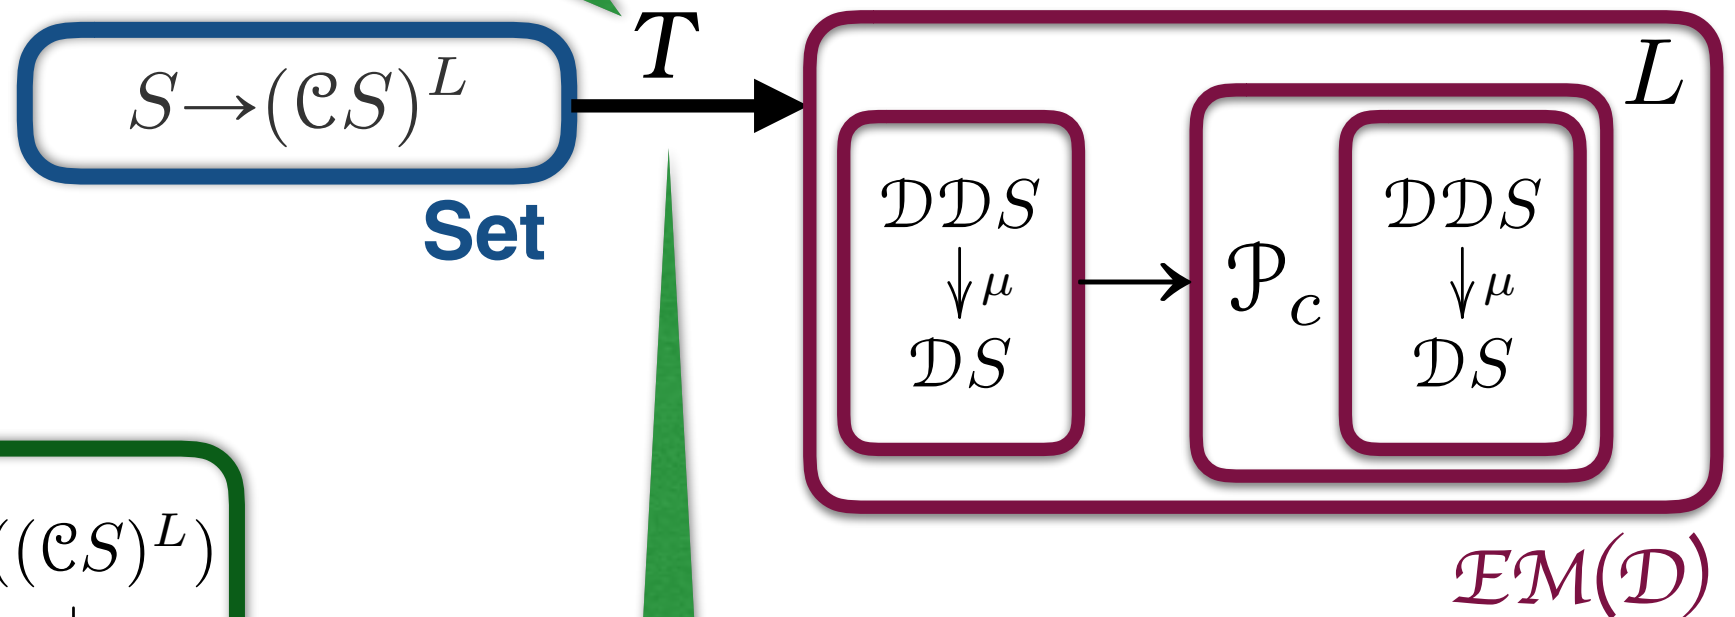 S→(𝒞S)^L
Set
T
L
𝒟𝒟S
↓μ
𝒟S
→
𝒫_c
𝒟𝒟S
↓μ
𝒟S
ℰℳ(𝒟)
((𝒞S)^L)